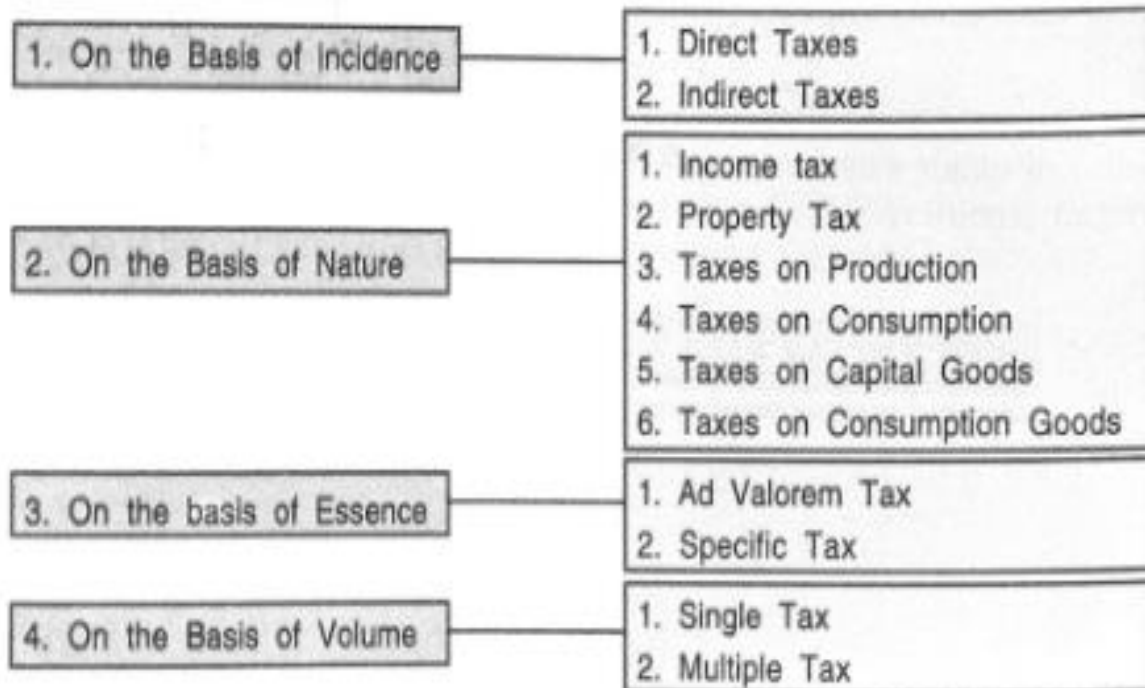 1. On the Basis of Incidence
1. Direct Taxes
2. Indirect Taxes
2. On the Basis of Nature
1. Income tax
2. Property Tax
3. Taxes on Production
4. Taxes on Consumption
5. Taxes on Capital Goods
6. Taxes on Consumption Goods
3. On the basis of Essence
1. Ad Valorem Tax
2. Specific Tax
4. On the Basis of Volume
1. Single Tax
2. Multiple Tax